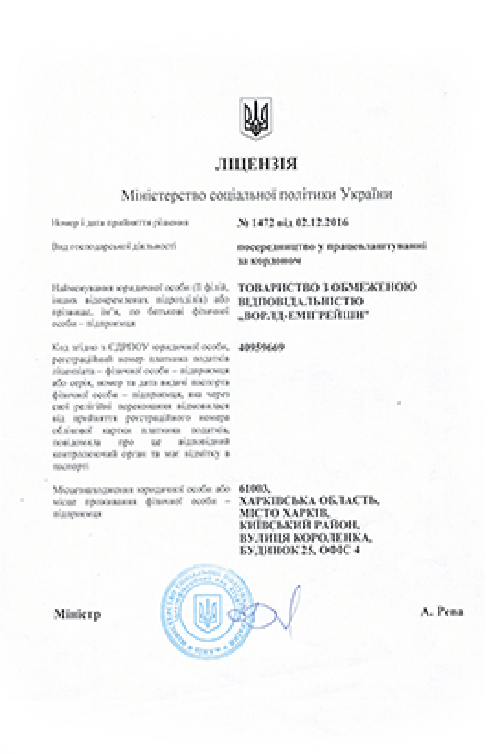 ЛІЦЕНЗІЯ
Міністерство соціальної політики України
Номер і дата прийняття рішення
№ 1472 від 02.12.2016
Вид господарської діяльності
посередництво у працевлаштуванні
за кордоном
Найменування юридичної особи (її філій,
інших відокремлених підрозділів) або
прізвище, ім'я, по батькові фізичної
особи – підприємця
ТОВАРИСТВО З ОБМЕЖЕНОЮ
ВІДПОВІДАЛЬНІСТЮ
„ВОРЛД-ЕМІГРЕЙШН"
Код згідно з ЄДРПОУ юридичної особи,
реєстраційний номер платника податків
ліцензіата – фізичної особи – підприємця
або серія, номер та дата видачі паспорта
фізичної особи – підприємця, яка через
свої релігійні переконання відмовилася
від прийняття реєстраційного номера
облікової картки платника податків,
повідомила про це відповідний
контролюючий орган та має відмітку в
паспорті
40959669
Місцезнаходження юридичної особи або
місце проживання фізичної особи –
підприємця
61003,
ХАРКІВСЬКА ОБЛАСТЬ,
МІСТО ХАРКІВ,
КИЇВСЬКИЙ РАЙОН,
ВУЛИЦЯ КОРОЛЕНКА,
БУДИНОК 25, ОФІС 4
Міністр
А. Рева